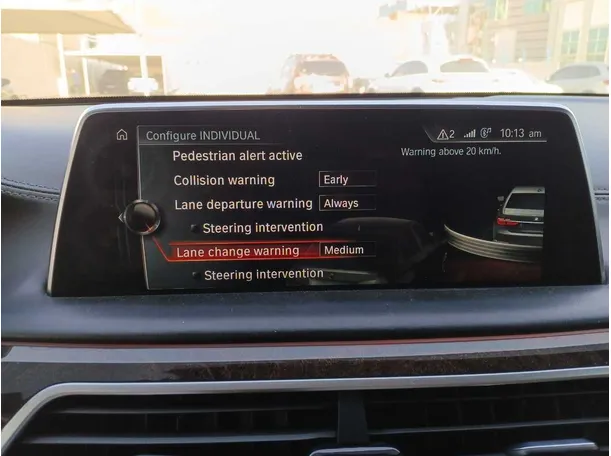 Configure INDIVIDUAL
2
10:13 am
Pedestrian alert active
Warning above 20 km/h.
Collision warning Early
Lane departure warning Always
Steering intervention
Lane change warning Medium
Steering intervention